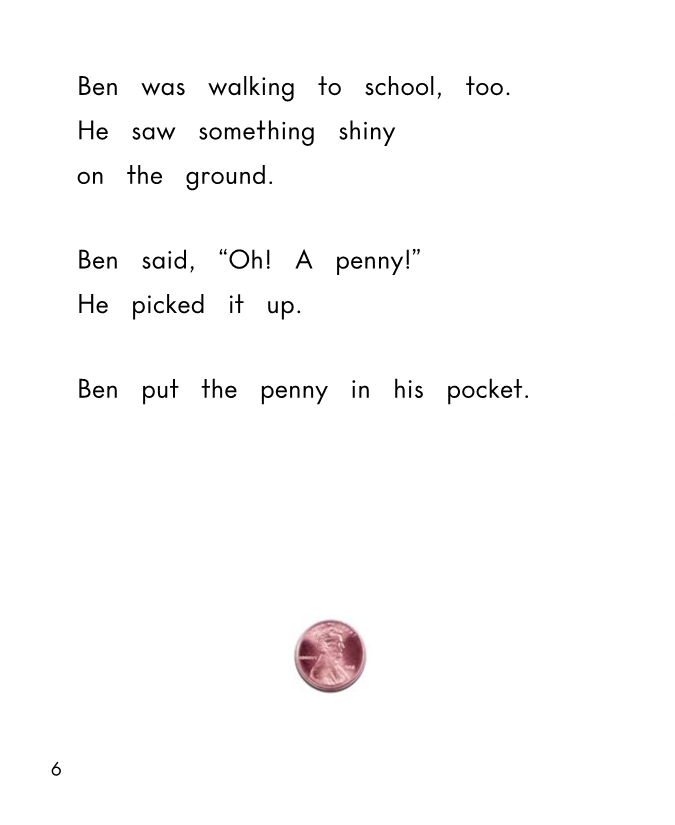 Ben was walking to school, too.
He saw something shiny
on the ground.
Ben said, “Oh! A penny!”
He picked it up.
Ben put the penny in his pocket.
6